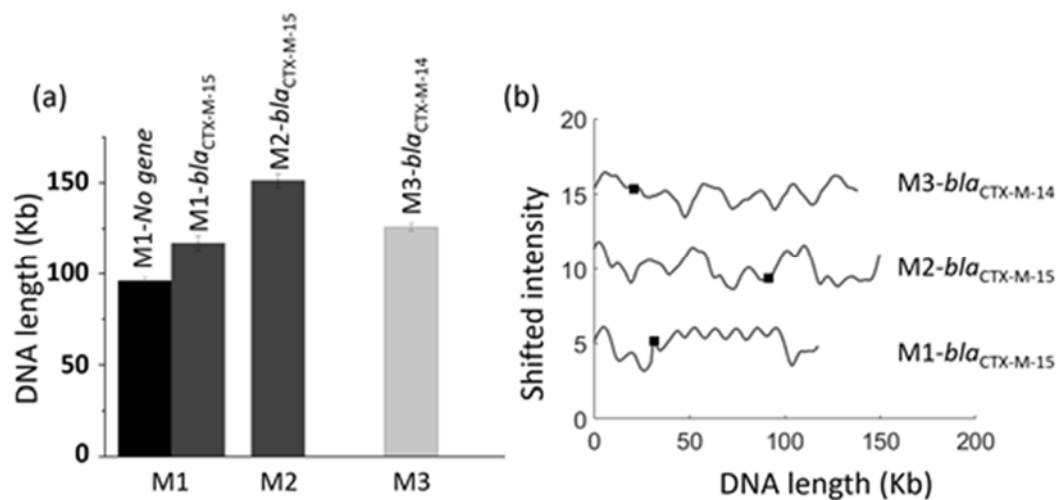 (a)
M1-No gene
M1-blaCTX-M-15
M2-blaCTX-M-15
M3-blaCTX-M-14
DNA length (Kb)
150
100
50
0
M1
M2
M3
(b)
Shifted intensity
20
15
10
5
0
M3-blaCTX-M-14
M2-blaCTX-M-15
M1-blaCTX-M-15
0
50
100
150
200
DNA length (Kb)